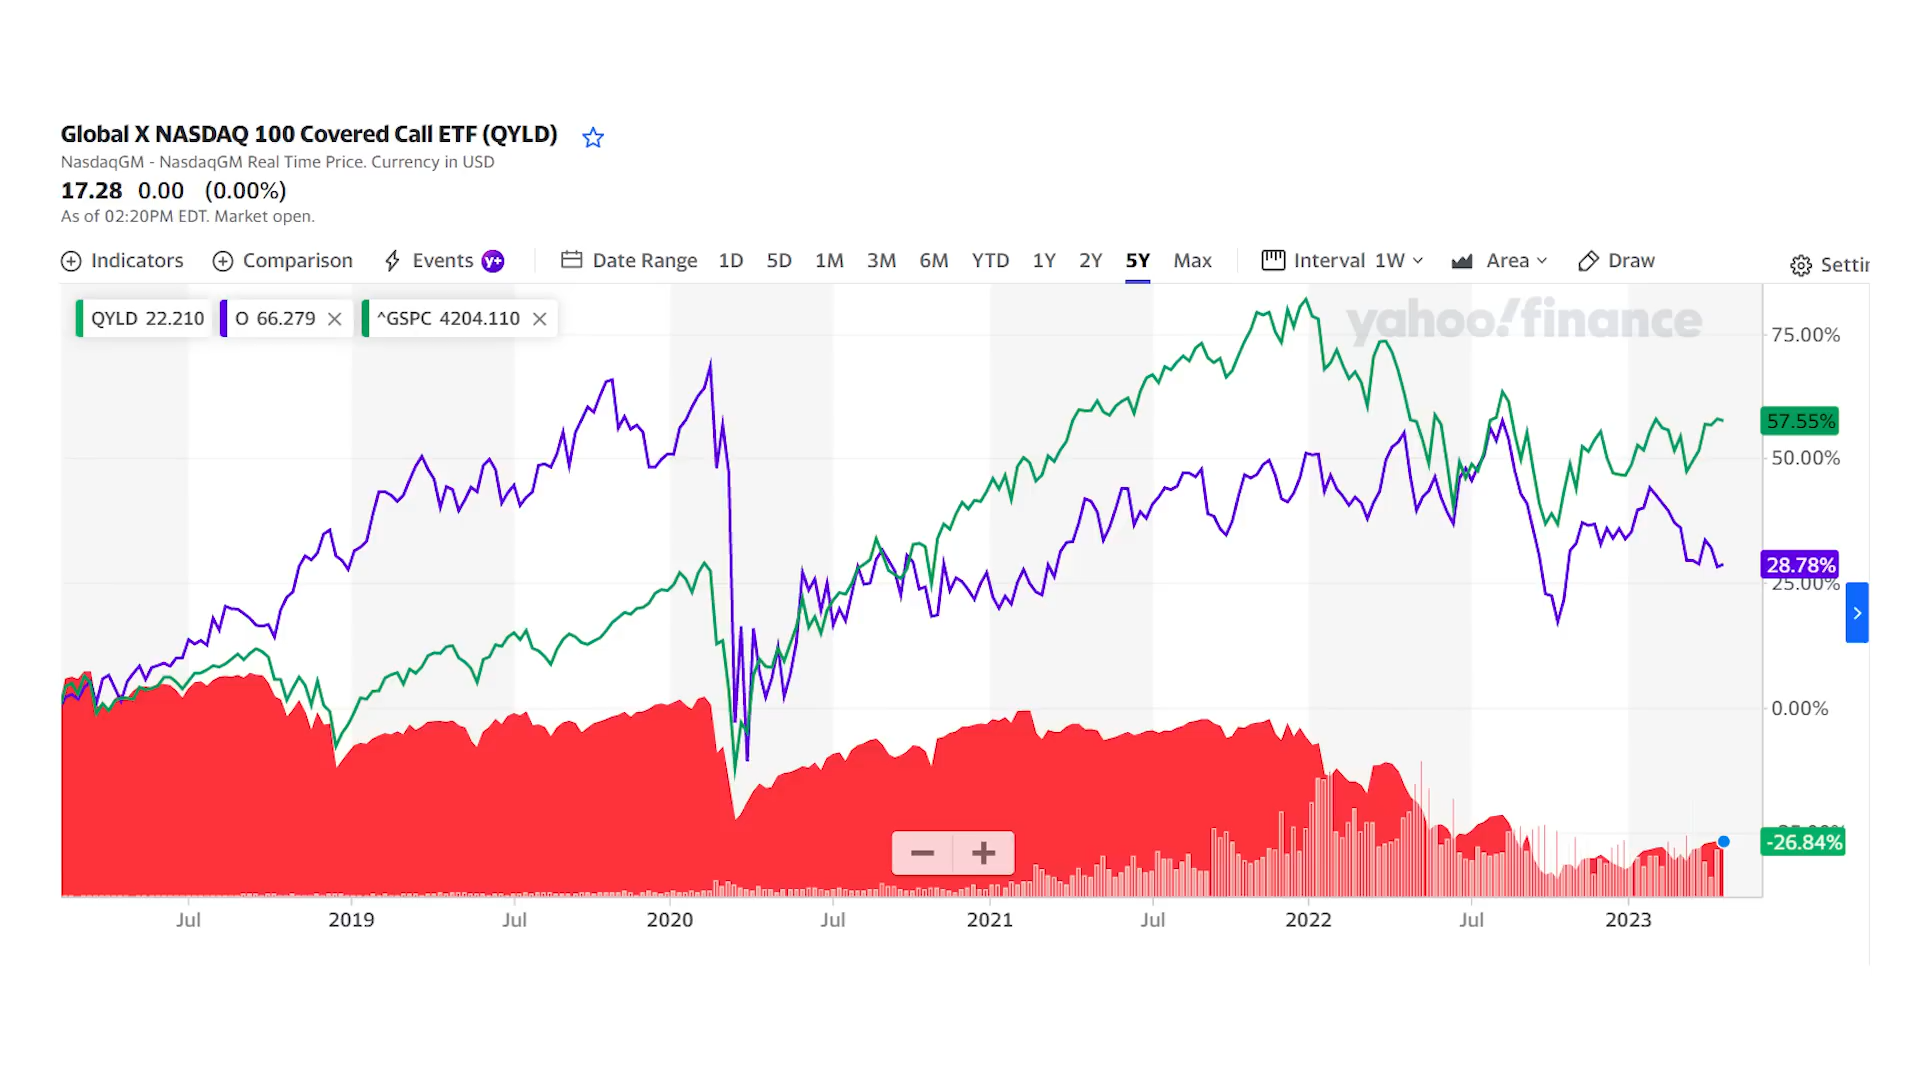 Global X NASDAQ 100 Covered Call ETF (QYLD)
NasdaqGM - NasdaqGM Real Time Price. Currency in USD
17.28 0.00 (0.00%)
As of 02:20PM EDT. Market open.
Indicators Comparison Events y+ Date Range 1D 5D 1M 3M 6M YTD 1Y 2Y 5Y Max Interval 1W Area Draw Settin
QYLD 22.210 O 66.279 ^GSPC 4204.110
yahoo!finance
75.00%
57.55%
50.00%
28.78%
25.00%
0.00%
-26.84%
Jul 2019 Jul 2020 Jul 2021 Jul 2022 Jul 2023